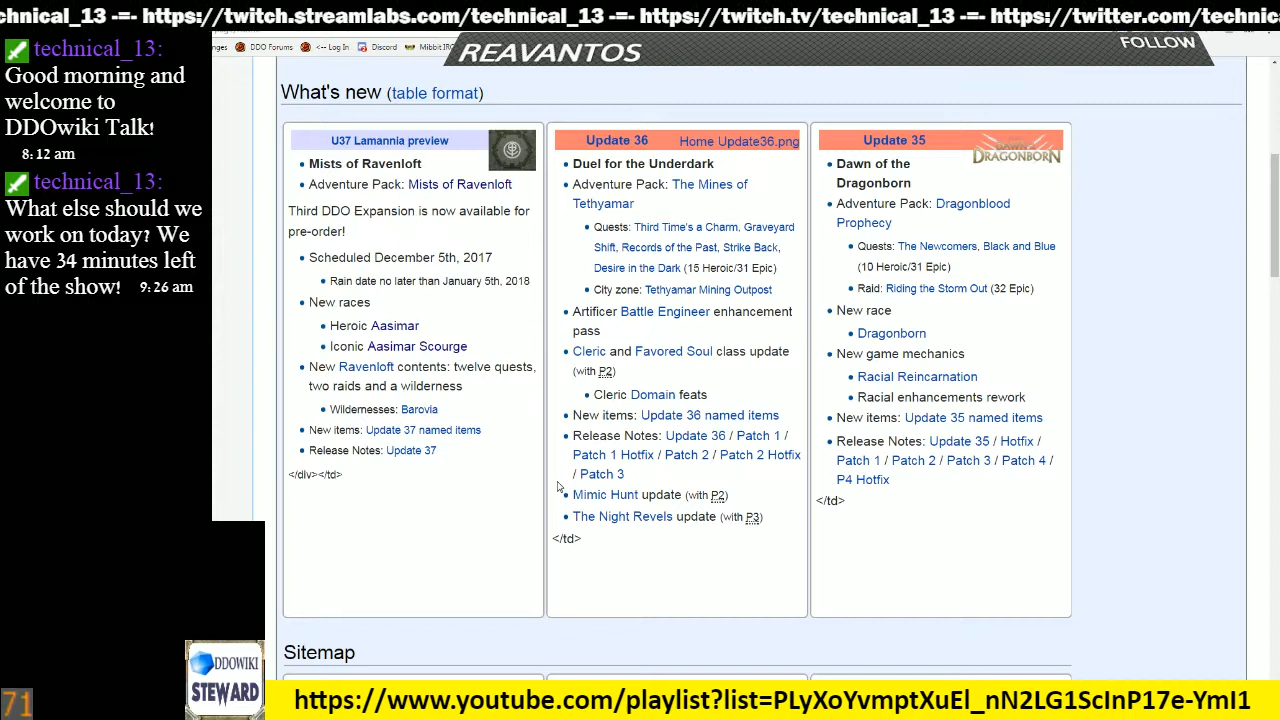 https://twitch.streamlabs.com/technical_13 -=- https://twitch.tv/technical_13 -=- https://twitter.com/technic
technical_13:
Good morning and
welcome to
DDOwiki Talk!
8:12 am
technical_13:
What else should we
work on today? We
have 34 minutes left
of the show! 9:26 am
nges DDO Forums <-- Log In Discord Mibbit IRC
REAVANTOS
FOLLOW
What's new (table format)
U37 Lamannia preview
Mists of Ravenloft
Adventure Pack: Mists of Ravenloft
Third DDO Expansion is now available for
pre-order!
Scheduled December 5th, 2017
Rain date no later than January 5th, 2018
New races
Heroic Aasimar
Iconic Aasimar Scourge
New Ravenloft contents: twelve quests,
two raids and a wilderness
Wildernesses: Barovia
New items: Update 37 named items
Release Notes: Update 37
</div></td>
Update 36 Home Update36.png
Duel for the Underdark
Adventure Pack: The Mines of
Tethyamar
Quests: Third Time's a Charm, Graveyard
Shift, Records of the Past, Strike Back,
Desire in the Dark (15 Heroic/31 Epic)
City zone: Tethyamar Mining Outpost
Artificer Battle Engineer enhancement
pass
Cleric and Favored Soul class update
(with P2)
Cleric Domain feats
New items: Update 36 named items
Release Notes: Update 36 / Patch 1 /
Patch 1 Hotfix / Patch 2 / Patch 2 Hotfix
/ Patch 3
Mimic Hunt update (with P2)
The Night Revels update (with P3)
</td>
Update 35
DAWN OF THE
DRAGONBORN
Dawn of the
Dragonborn
Adventure Pack: Dragonblood
Prophecy
Quests: The Newcomers, Black and Blue
(10 Heroic/31 Epic)
Raid: Riding the Storm Out (32 Epic)
New race
Dragonborn
New game mechanics
Racial Reincarnation
Racial enhancements rework
New items: Update 35 named items
Release Notes: Update 35 / Hotfix /
Patch 1 / Patch 2 / Patch 3 / Patch 4 /
P4 Hotfix
</td>
Sitemap
DDOWIKI
STEWARD
71
https://www.youtube.com/playlist?list=PLyXoYvmptXuEl_nN2LG1ScInP17e-YmI1